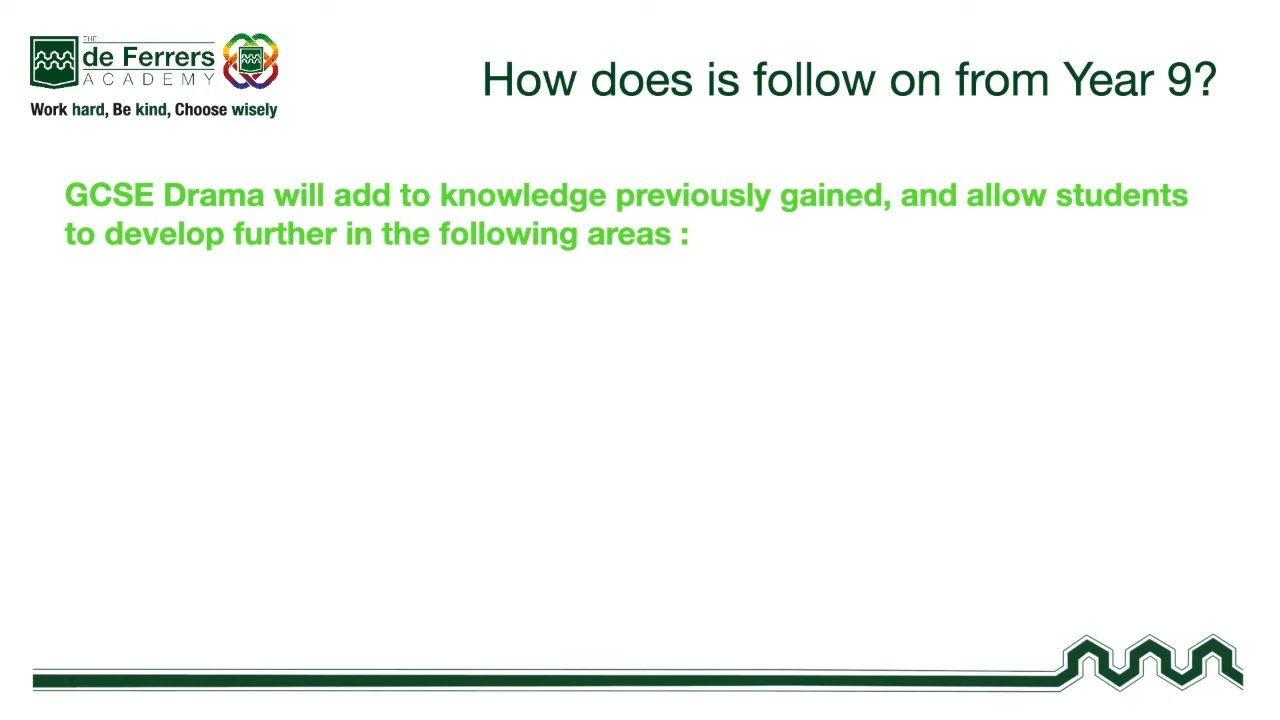 THE
de Ferrers
ACADEMY
Work hard, Be kind, Choose wisely
How does is follow on from Year 9?
GCSE Drama will add to knowledge previously gained, and allow students
to develop further in the following areas :